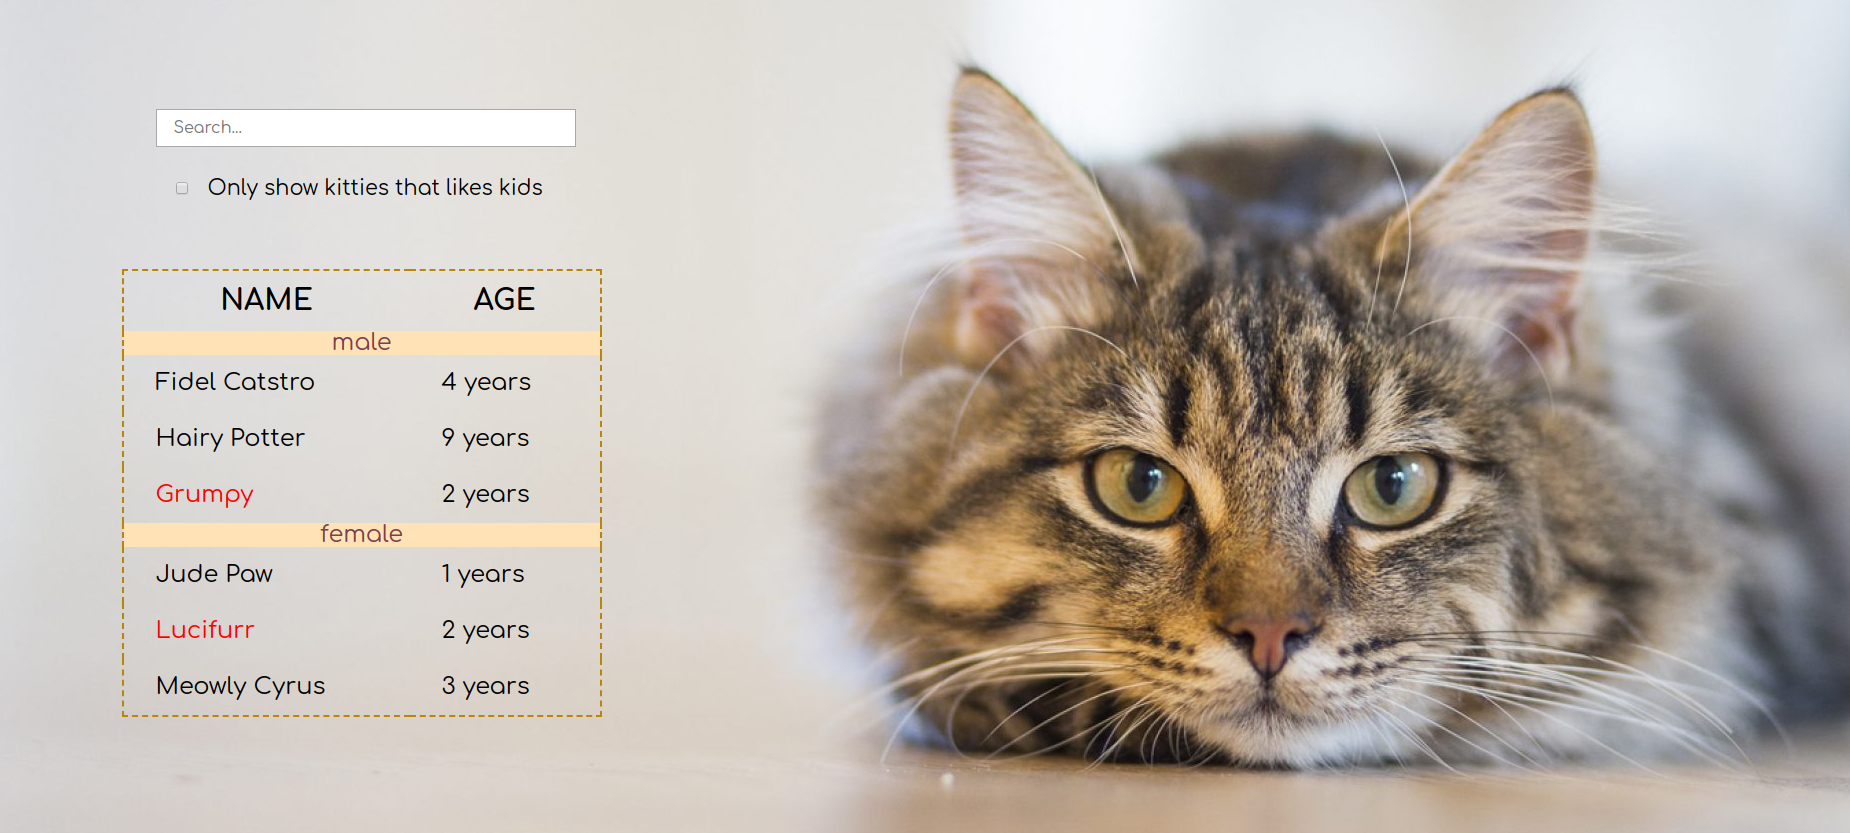 Search...
Only show kitties that likes kids
NAME AGE
male
Fidel Catstro 4 years
Hairy Potter 9 years
Grumpy 2 years
female
Jude Paw 1 years
Lucifurr 2 years
Meowly Cyrus 3 years